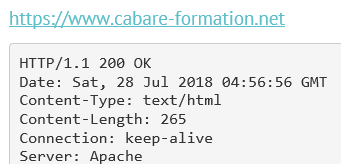 https://www.cabare-formation.net
HTTP/1.1 200 OK
Date: Sat, 28 Jul 2018 04:56:56 GMT
Content-Type: text/html
Content-Length: 265
Connection: keep-alive
Server: Apache